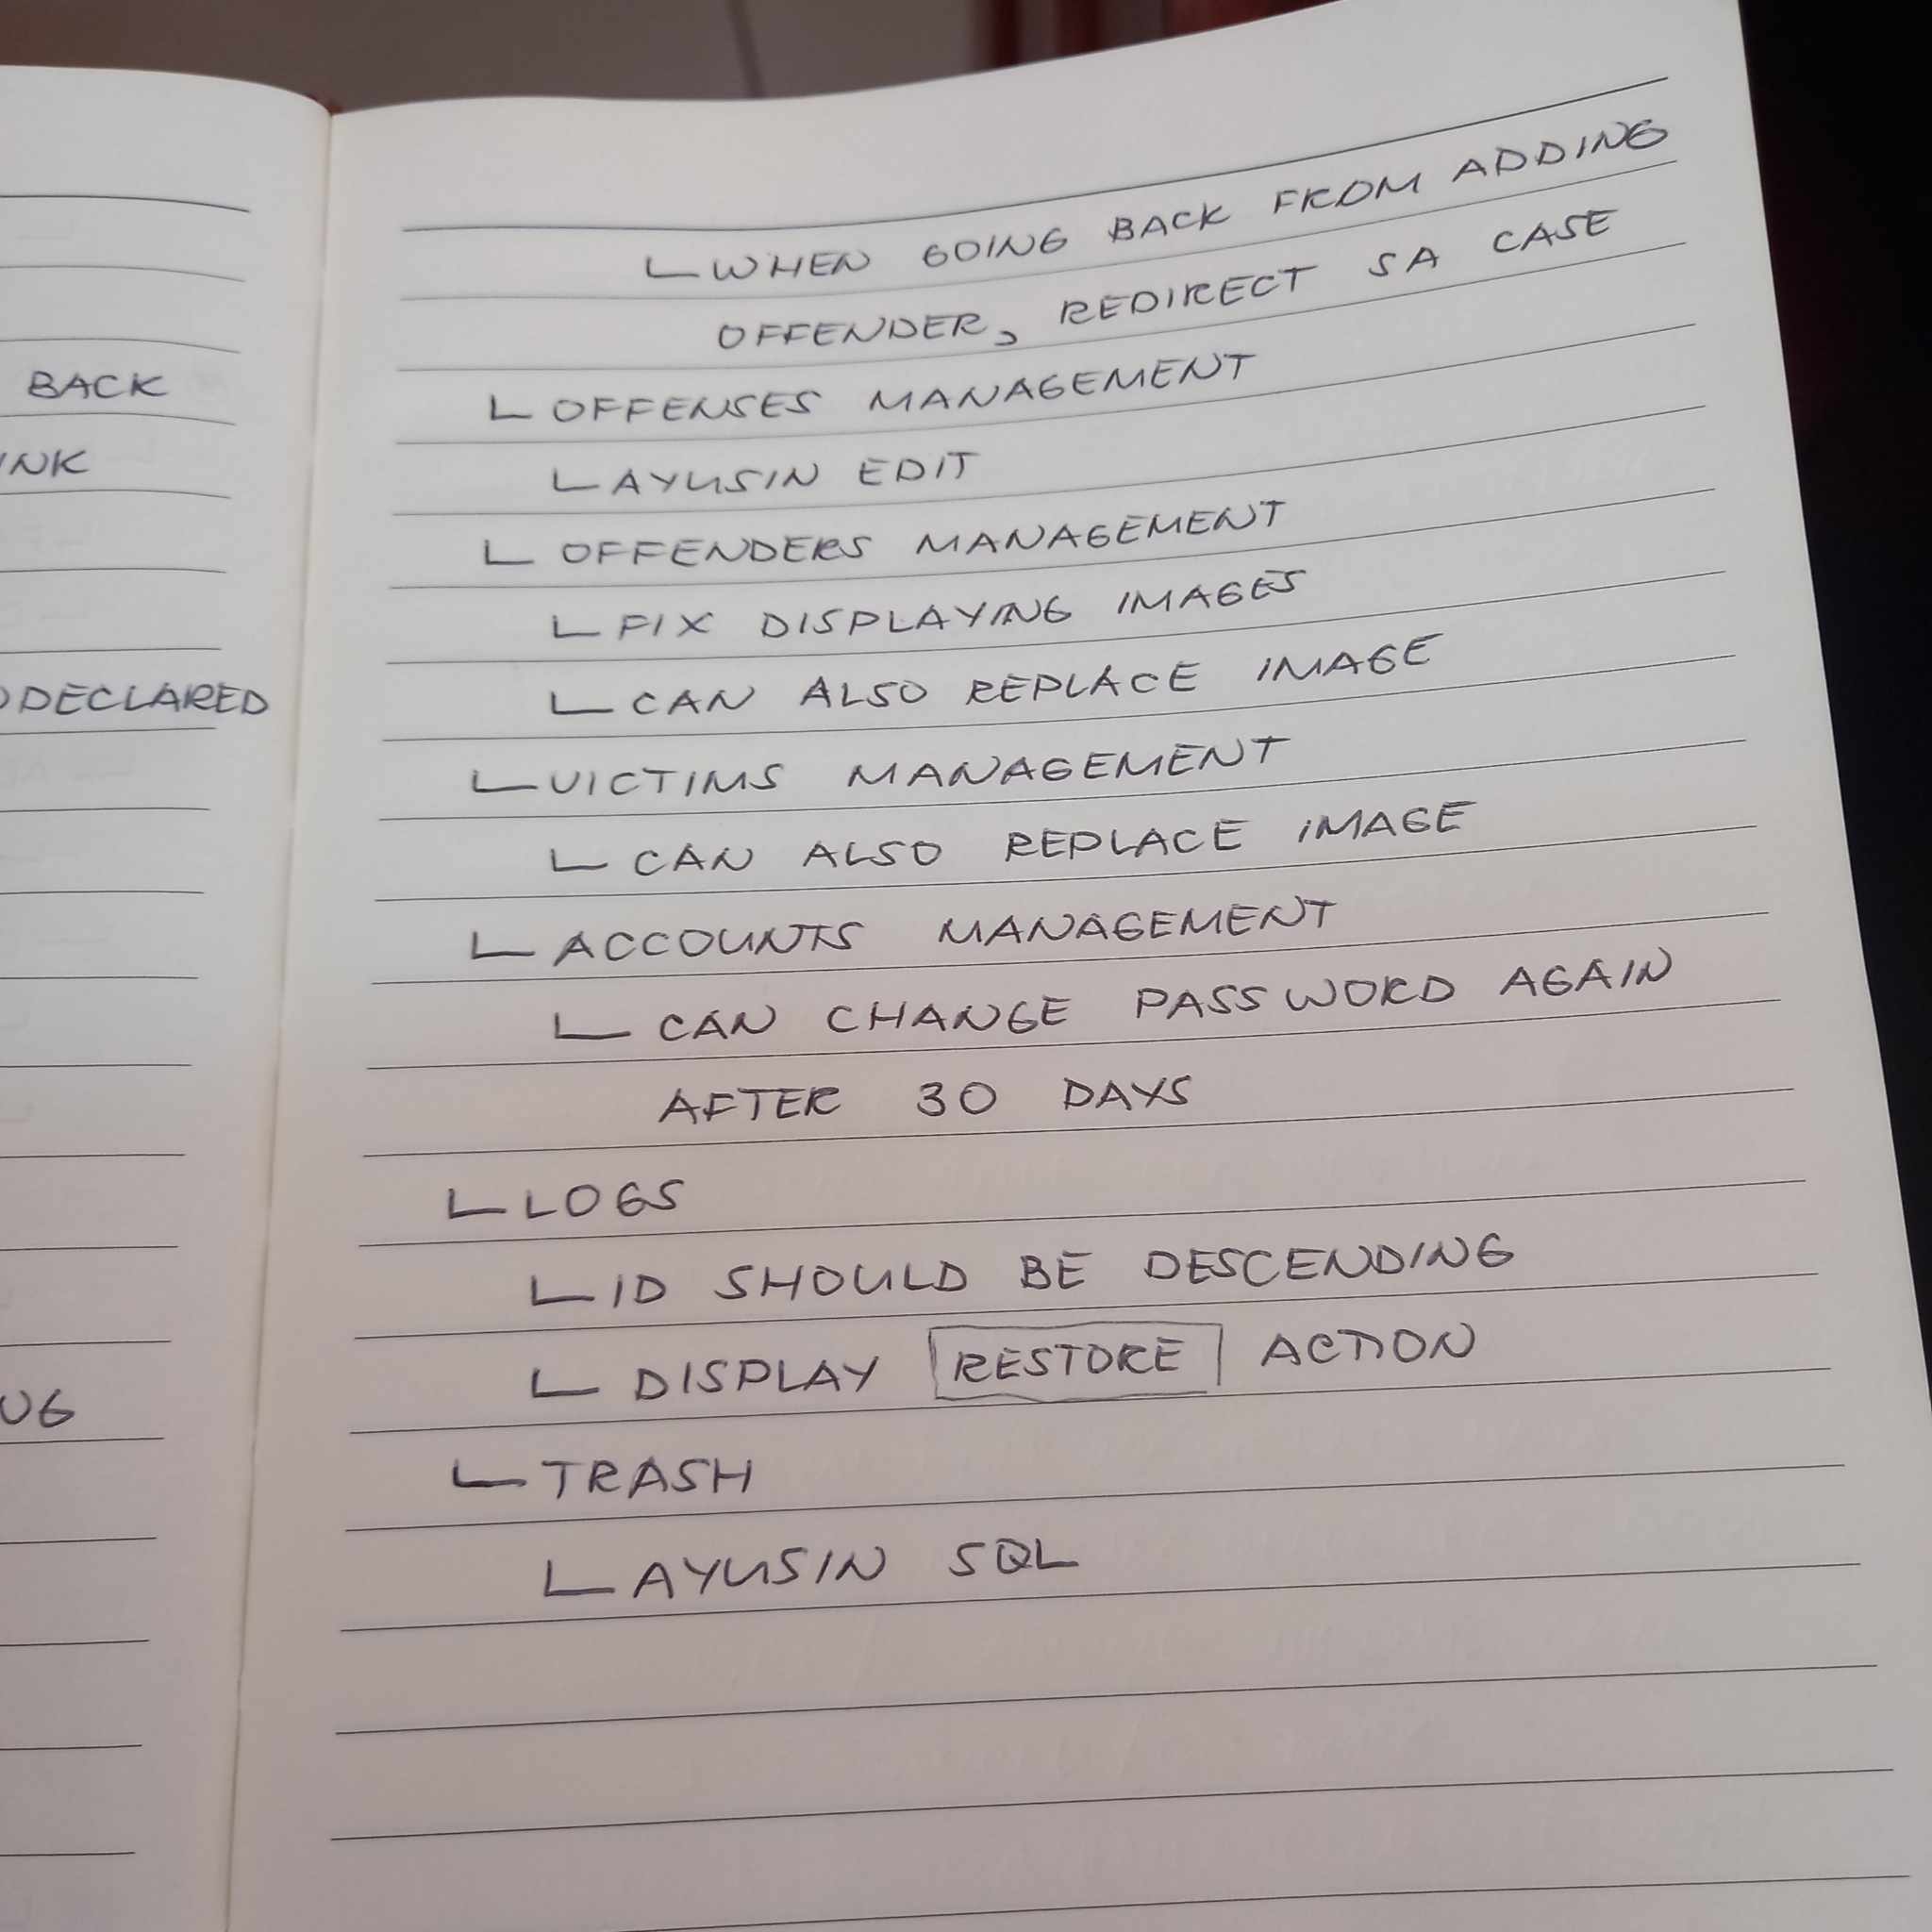 BACK
DECLARED
WHEN GOING BACK FROM ADDING
OFFENDER, REDIRECT SA CASE
OFFENSES MANAGEMENT
AYUSIN EDIT
OFFENDERS MANAGEMENT
FIX DISPLAYING IMAGES
CAN ALSO REPLACE IMAGE
VICTIMS MANAGEMENT
CAN ALSO REPLACE IMAGE
ACCOUNTS MANAGEMENT
CAN CHANGE PASSWORD AGAIN
AFTER 30 DAYS
LOGS
ID SHOULD BE DESCENDING
DISPLAY RESTORE ACTION
TRASH
AYUSIN SQL